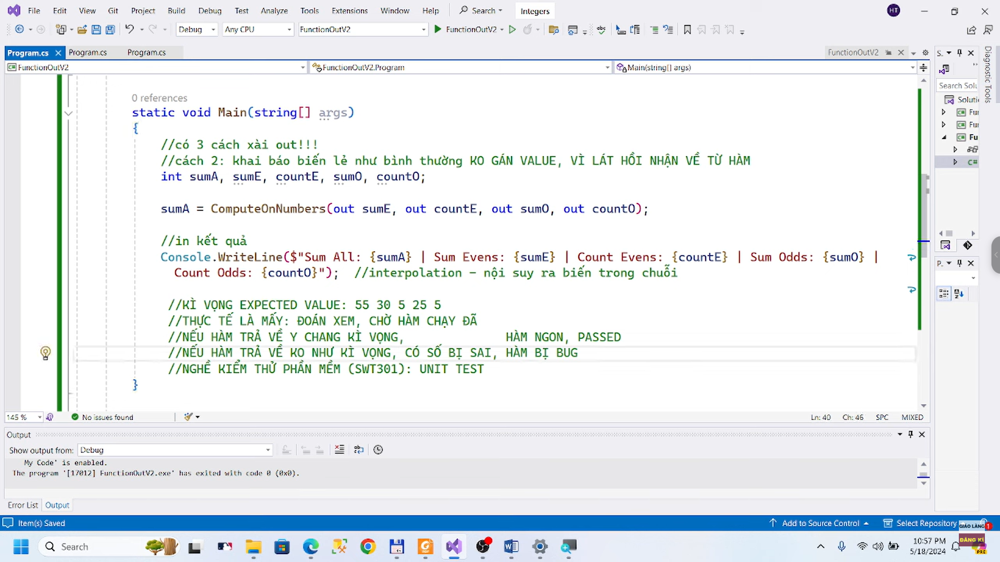 File Edit View Git Project Build Debug Test Analyze Tools Extensions Window Help Search Integers HT
Debug Any CPU FunctionOutV2 FunctionOutV2
Program.cs Program.cs Program.cs FunctionOutV2
FunctionOutV2 FunctionOutV2.Program Main(string[] args)
0 references
static void Main(string[] args)
{
//có 3 cách xài out!!!
//cách 2: khai báo biến lẻ như bình thường KO GÁN VALUE, VÌ LÁT HỒI NHẬN VỀ TỪ HÀM
int sumA, sumE, countE, sumO, countO;
sumA = ComputeOnNumbers(out sumE, out countE, out sumO, out countO);
//in kết quả
Console.WriteLine($"Sum All: {sumA} | Sum Evens: {sumE} | Count Evens: {countE} | Sum Odds: {sumO} |
Count Odds: {countO}"); //interpolation - nội suy ra biến trong chuỗi
//KÌ VỌNG EXPECTED VALUE: 55 30 5 25 5
//THỰC TẾ LÀ MẤY: ĐOÁN XEM, CHỜ HÀM CHẠY ĐÃ
//NẾU HÀM TRẢ VỀ Y CHANG KÌ VỌNG, HÀM NGON, PASSED
//NẾU HÀM TRẢ VỀ KO NHƯ KÌ VỌNG, CÓ SỐ BỊ SAI, HÀM BỊ BUG
//NGHỀ KIỂM THỬ PHẦN MỀM (SWT301): UNIT TEST
}
145 % No issues found Ln: 40 Ch: 46 SPC MIXED
Output
Show output from: Debug
My Code' is enabled.
The program '[17012] FunctionOutV2.exe' has exited with code 0 (0x0).
Error List Output
S.
Search Solu
Soluti
Fu
Fu
Fu
C#
P.
Diagnostic Tools
Item(s) Saved Add to Source Control Select Repository
GIÁO LÀNG 1
ĐĂNG KÍ
Search 10:57 PM
5/18/2024 PRE